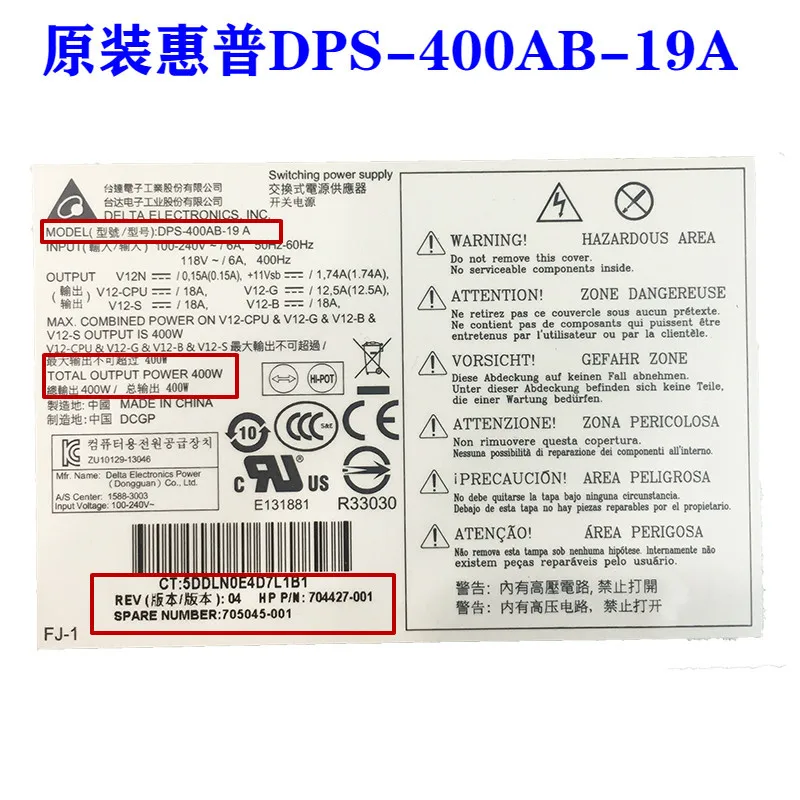 原装惠普DPS-400AB-19A
台達電子工業股份有限公司
台达电子工业股份有限公司
DELTA ELECTRONICS, INC.
Switching power supply
交換式電源供應器
开关电源
MODEL(型號/型号):DPS-400AB-19 A
INPUT(輸入/输入) 100-240V ~ / 6A, 50Hz-60Hz
118V ~ / 6A, 400Hz
OUTPUT V12N ⎓ / 0,15A(0.15A), +11Vsb ⎓ / 1,74A(1.74A),
(輸出/输出) V12-CPU ⎓ / 18A, V12-G ⎓ / 12,5A(12.5A),
V12-S ⎓ / 18A, V12-B ⎓ / 18A,
MAX. COMBINED POWER ON V12-CPU & V12-G & V12-B &
V12-S OUTPUT IS 400W
V12-CPU & V12-G & V12-B & V12-S 最大輸出不可超過 /
最大输出不可超过 400W
TOTAL OUTPUT POWER 400W
總輸出400W / 总输出 400W
製造地: 中國 MADE IN CHINA
制造地: 中国 DCGP
HI-POT
컴퓨터용전원공급장치
ZU10129-13046
Mfr. Name: Delta Electronics Power
(Dongguan) Co., Ltd.
A/S Center: 1588-3003
Input Voltage: 100-240V~
10
CCC
S&E
CE
c RU US
E131881
R33030
CT:5DDLN0E4D7L1B1
REV (版本/版本): 04 HP P/N: 704427-001
SPARE NUMBER:705045-001
FJ-1
WARNING! HAZARDOUS AREA
Do not remove this cover.
No serviceable components inside.
ATTENTION! ZONE DANGEREUSE
Ne retirez pas ce couvercle sous aucun prétexte.
Ne contient pas de composants qui puissent être
entretenus par l'utilisateur ou par la clientèle.
VORSICHT! GEFAHR ZONE
Diese Abdeckung auf keinen Fall abnehmen.
Unter dieser Abdeckung befinden sich keine Teile,
die einer Wartung bedürfen.
ATTENZIONE! ZONA PERICOLOSA
Non rimuovere questa copertura.
Nessuna possibilità di reparazione dei componenti all'interno.
¡PRECAUCIÓN! AREA PELIGROSA
No debe quitarse la tapa bajo ninguna circunstancia.
Debajo de esta tapa no hay piezas reparables por el propietario.
ATENÇÃO! ÁREA PERIGOSA
Não remova esta tampa sob nenhuma hipótese. Internamente não
existem peças reparáveis pelo usuário.
警告: 內有高壓電路, 禁止打開
警告: 内有高压电路, 禁止打开